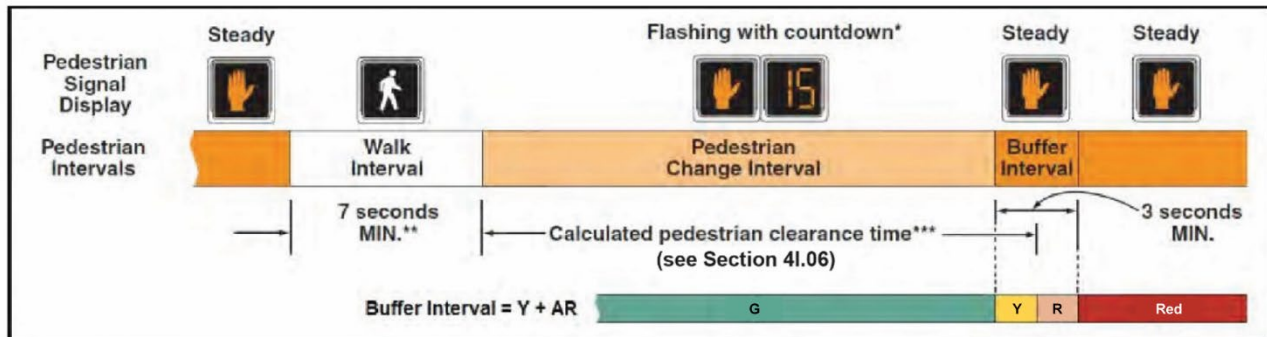 Steady
Flashing with countdown*
Steady
Steady
Pedestrian
Signal
Display
15
Pedestrian
Intervals
Walk
Interval
Pedestrian
Change Interval
Buffer
Interval
7 seconds
MIN.**
Calculated pedestrian clearance time***
(see Section 4I.06)
3 seconds
MIN.
Buffer Interval = Y + AR
G
Y
R
Red